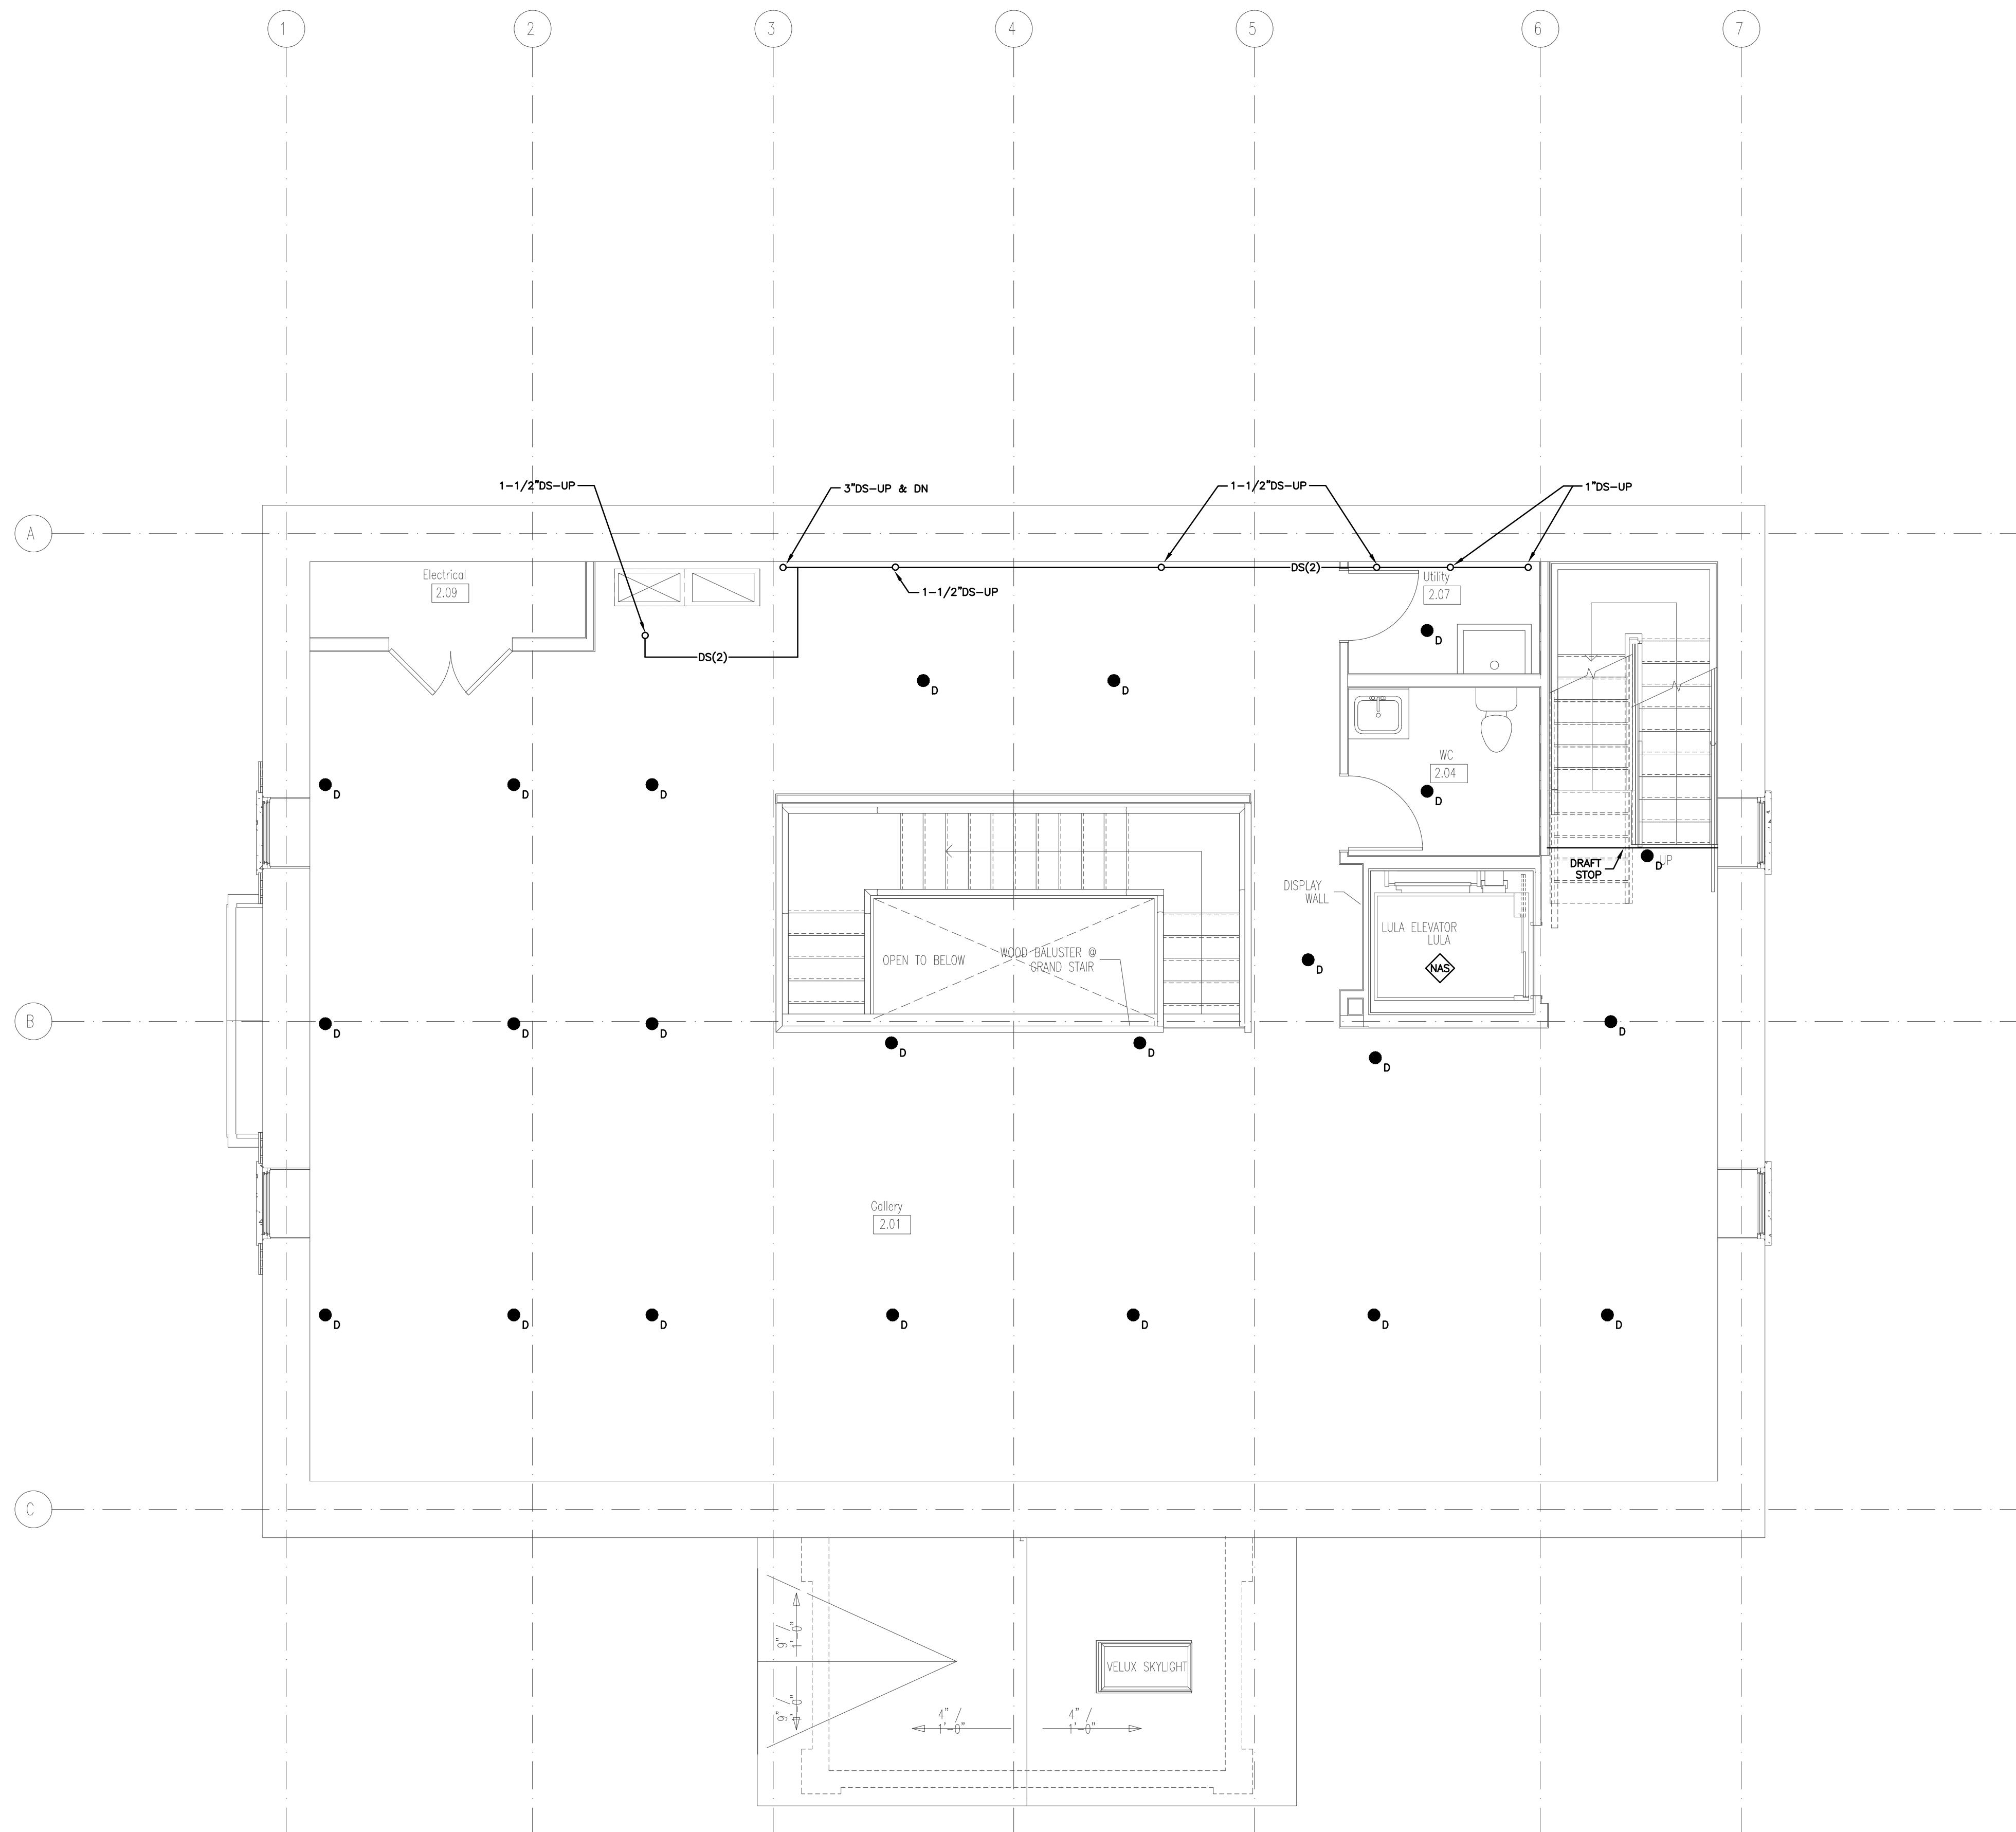 1
2
3
4
5
6
7
1-1/2"DS-UP
3"DS-UP & DN
1-1/2"DS-UP
1"DS-UP
A
DS(2)
Electrical
2.09
Utility
2.07
1-1/2"DS-UP
D
DS(2)
D
D
WC
2.04
D
D
D
D
DRAFT
STOP
D
UP
DISPLAY
WALL
LULA ELEVATOR
LULA
WOOD BALUSTER @
GRAND STAIR
OPEN TO BELOW
NAS
D
B
D
D
D
D
D
D
D
Gallery
2.01
D
D
D
D
D
D
D
C
9" /
1'-0"
9" /
1'-0"
VELUX SKYLIGHT
4" /
1'-0"
4" /
1'-0"